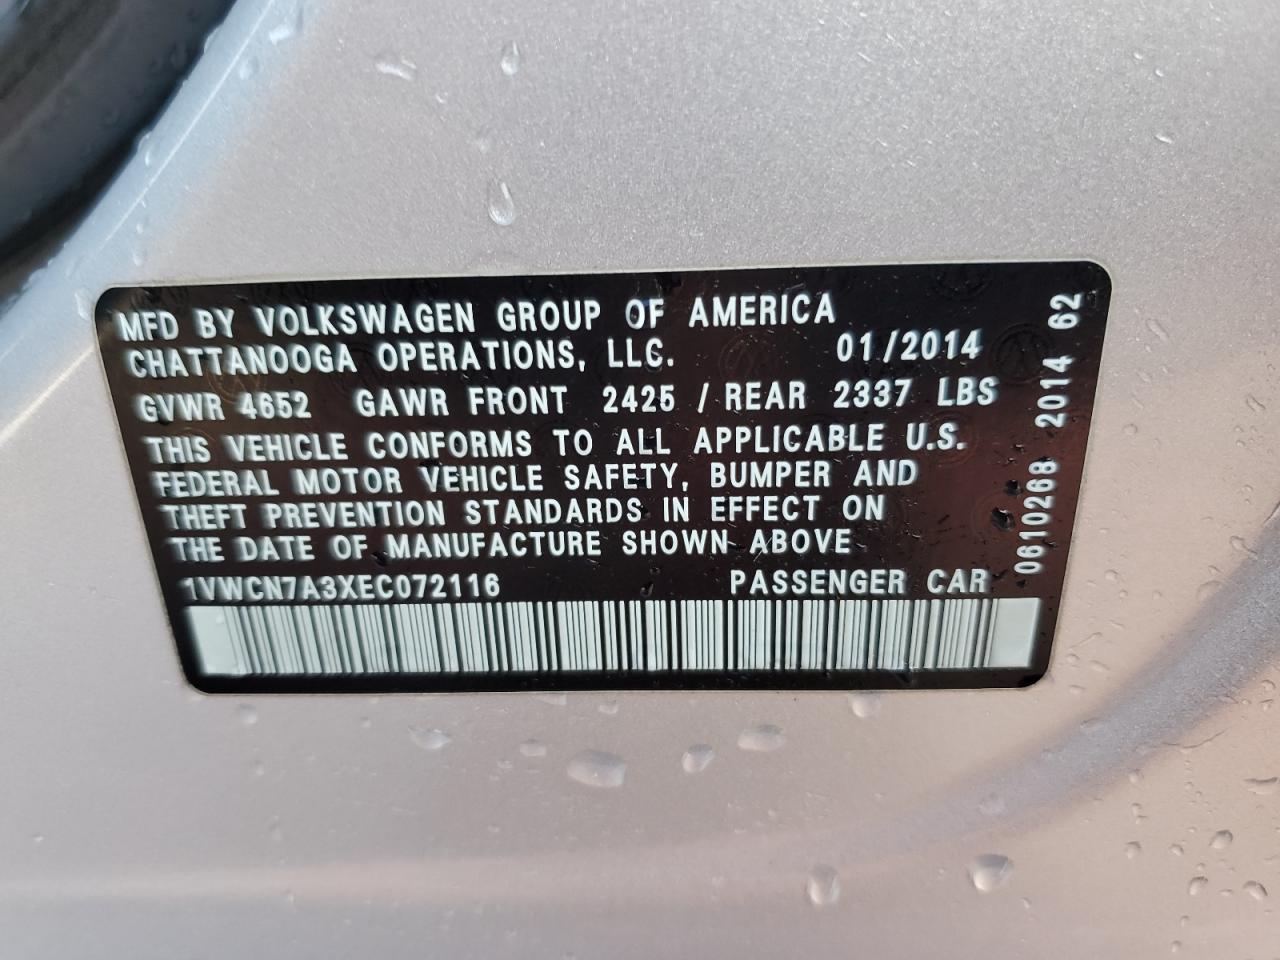 MFD BY VOLKSWAGEN GROUP OF AMERICA
CHATTANOOGA OPERATIONS, LLC. 01/2014
GVWR 4652 GAWR FRONT 2425 / REAR 2337 LBS
THIS VEHICLE CONFORMS TO ALL APPLICABLE U.S.
FEDERAL MOTOR VEHICLE SAFETY, BUMPER AND
THEFT PREVENTION STANDARDS IN EFFECT ON
THE DATE OF MANUFACTURE SHOWN ABOVE
1VWCN7A3XEC072116 PASSENGER CAR
0610268 2014 62